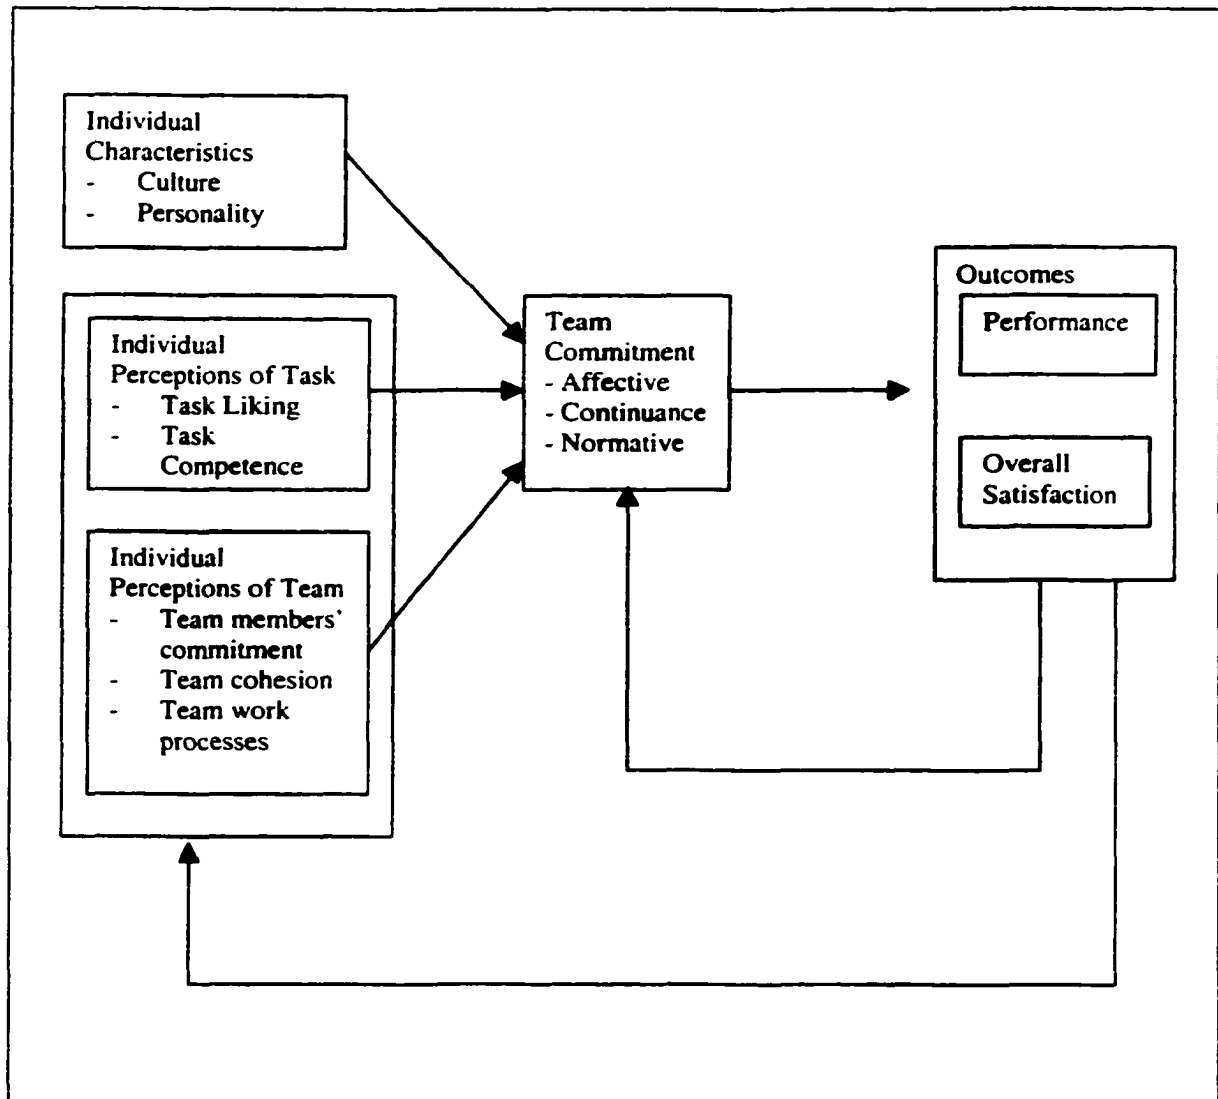 Individual
Characteristics
- Culture
- Personality
Individual
Perceptions of Task
- Task Liking
- Task
Competence
Individual
Perceptions of Team
- Team members'
commitment
- Team cohesion
- Team work
processes
Team
Commitment
- Affective
- Continuance
- Normative
Outcomes
Performance
Overall
Satisfaction